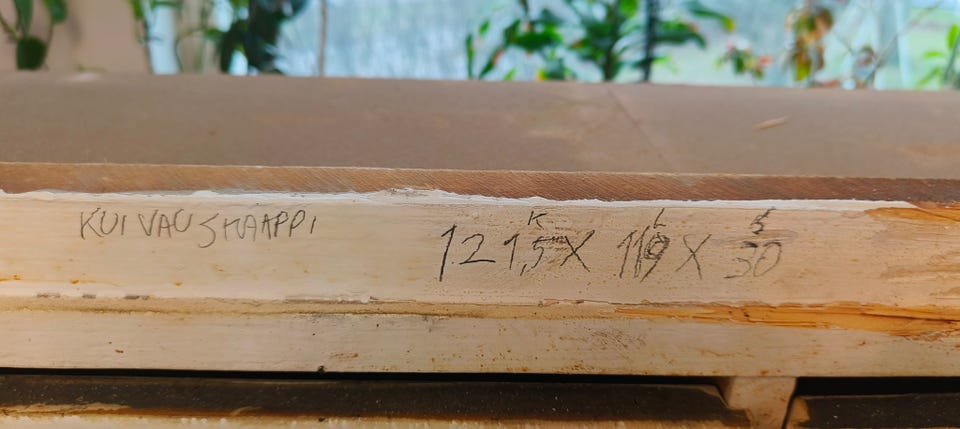 KUIVAUSKAAPPI
K L S
121,5 X 119 X 30